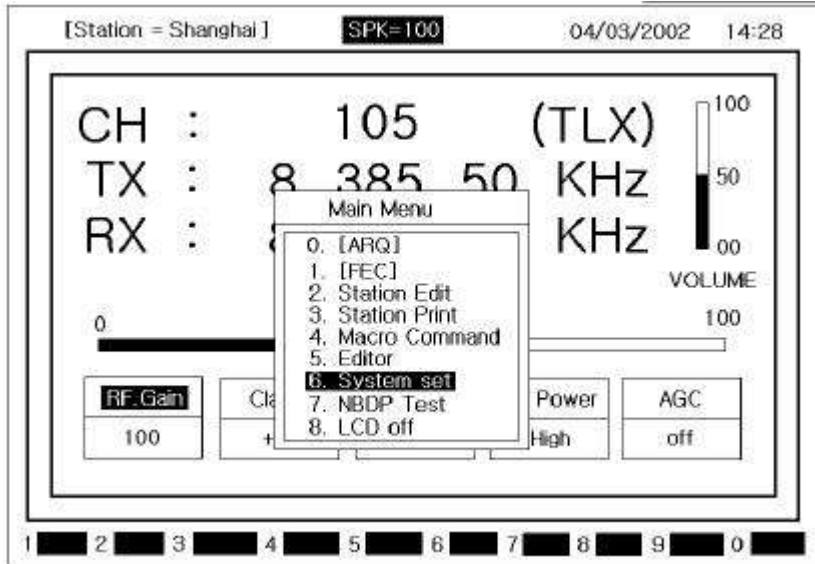 [Station = Shanghai] SPK=100 04/03/2002 14:28
CH : 105 (TLX)
100
TX : 8 385 50 KHz
50
Main Menu
RX : KHz
00
0. [ARQ]
1. [FEC]
2. Station Edit
3. Station Print
4. Macro Command
5. Editor
6. System set
7. NBDP Test
8. LCD off
VOLUME
0 100
RF.Gain Power AGC
100 + High off
1 2 3 4 5 6 7 8 9 0